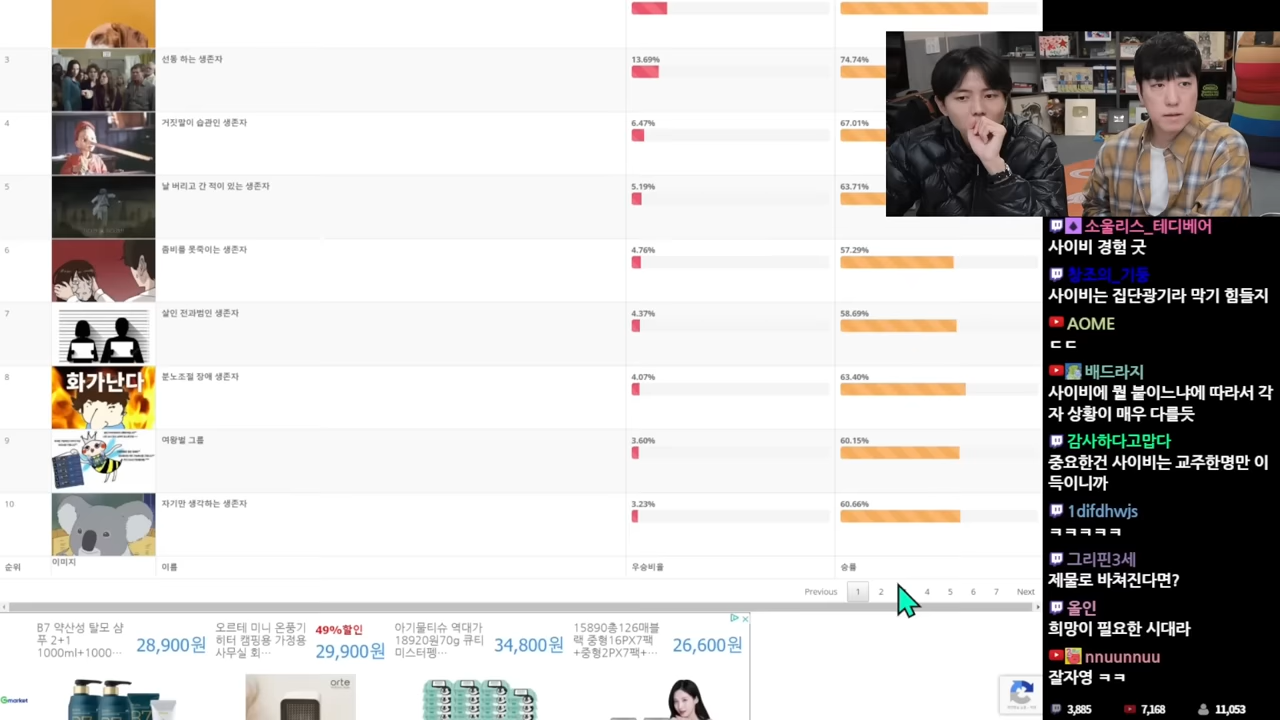 3
선동 하는 생존자
13.69%
74.74%
4
거짓말이 습관인 생존자
6.47%
67.01%
5
날 버리고 간 적이 있는 생존자
5.19%
63.71%
6
좀비를 못죽이는 생존자
4.76%
57.29%
7
살인 전과범인 생존자
4.37%
58.69%
8
화가난다
분노조절 장애 생존자
4.07%
63.40%
9
여왕벌 그룹
3.60%
60.15%
10
자기만 생각하는 생존자
3.23%
60.66%
순위
이미지
이름
우승비율
승률
Previous
1
2
4
5
6
7
Next
B7 약산성 탈모 샴
푸 2+1
1000ml+1000…
28,900원
오르테 미니 온풍기
히터 캠핑용 가정용
사무실 회…
49%할인
29,900원
아기물티슈 역대가
18920원70g 큐티
미스터펭…
34,800원
15890총126매블
랙 중형16PX7팩
+중형2PX7팩+…
26,600원
Gmarket
orte
소울리스_테디베어
사이비 경험 굿
창조의_기둥
사이비는 집단광기라 막기 힘들지
AOME
ㄷㄷ
배드라지
사이비에 뭘 붙이느냐에 따라서 각
자 상황이 매우 다를듯
감사하다고맙다
중요한건 사이비는 교주한명만 이
득이니까
1difdhwjs
ㅋㅋㅋㅋㅋ
그리핀3세
제물로 바쳐진다면?
올인
희망이 필요한 시대라
nnuunnuu
잘자영 ㅋㅋ
3,885
7,168
11,053